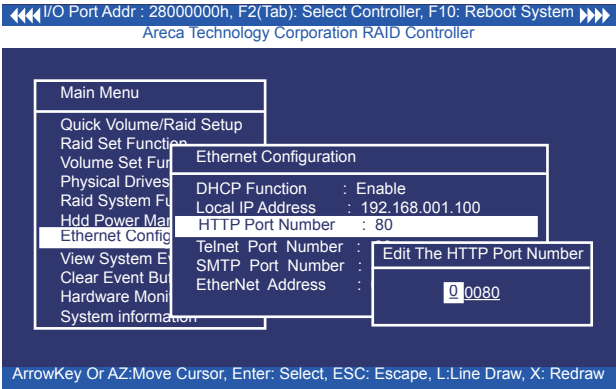 I/O Port Addr : 28000000h, F2(Tab): Select Controller, F10: Reboot System
Areca Technology Corporation RAID Controller
Main Menu
Quick Volume/Raid Setup
Raid Set Function
Volume Set Fun
Physical Drives
Raid System Fu
Hdd Power Man
Ethernet Config
View System Ev
Clear Event Buf
Hardware Moni
System information
Ethernet Configuration
DHCP Function : Enable
Local IP Address : 192.168.001.100
HTTP Port Number : 80
Telnet Port Number :
SMTP Port Number :
EtherNet Address :
Edit The HTTP Port Number
0 0080
ArrowKey Or AZ:Move Cursor, Enter: Select, ESC: Escape, L:Line Draw, X: Redraw